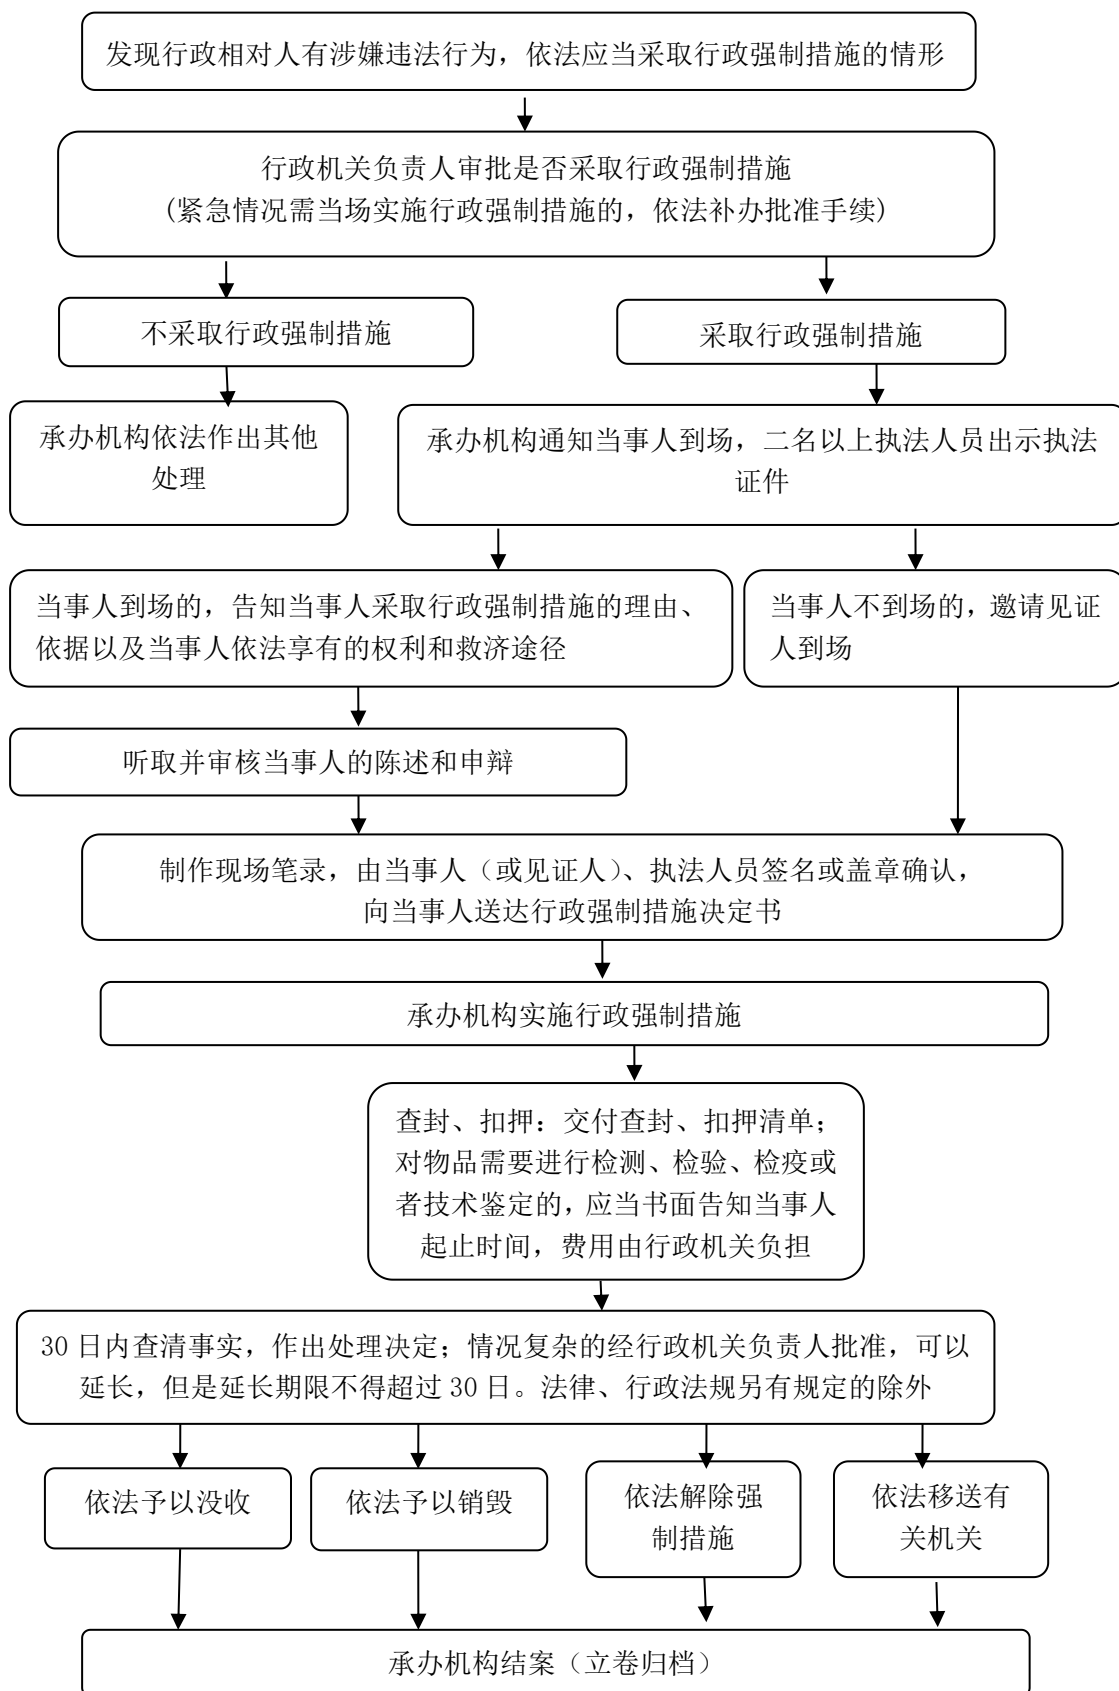 发现行政相对人有涉嫌违法行为，依法应当采取行政强制措施的情形
行政机关负责人审批是否采取行政强制措施
(紧急情况需当场实施行政强制措施的，依法补办批准手续)
不采取行政强制措施
采取行政强制措施
承办机构依法作出其他
处理
承办机构通知当事人到场，二名以上执法人员出示执法
证件
当事人到场的，告知当事人采取行政强制措施的理由、
依据以及当事人依法享有的权利和救济途径
当事人不到场的，邀请见证
人到场
听取并审核当事人的陈述和申辩
制作现场笔录，由当事人（或见证人）、执法人员签名或盖章确认，
向当事人送达行政强制措施决定书
承办机构实施行政强制措施
查封、扣押：交付查封、扣押清单；
对物品需要进行检测、检验、检疫或
者技术鉴定的，应当书面告知当事人
起止时间，费用由行政机关负担
30 日内查清事实，作出处理决定；情况复杂的经行政机关负责人批准，可以
延长，但是延长期限不得超过 30 日。法律、行政法规另有规定的除外
依法予以没收
依法予以销毁
依法解除强
制措施
依法移送有
关机关
承办机构结案（立卷归档）